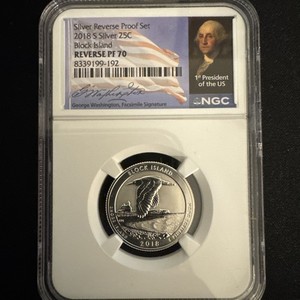 Silver Reverse Proof Set
2018 S Silver 25C
Block Island
REVERSE PF 70
8339199-192
George Washington, Facsimile Signature
1st President
of the US
NGC
BLOCK ISLAND
2018